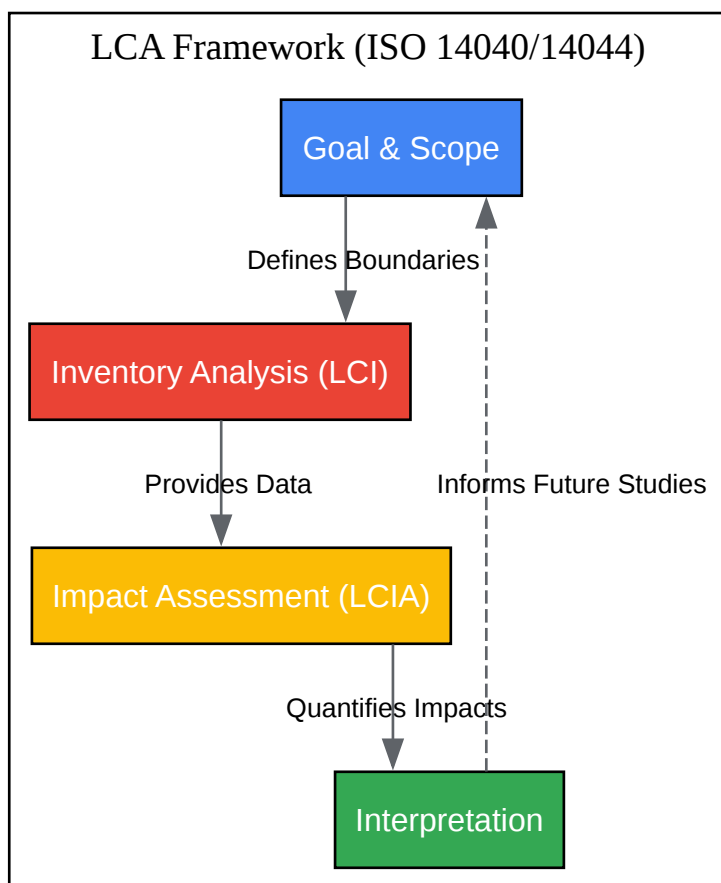 LCA Framework (ISO 14040/14044)
Goal & Scope
Defines Boundaries
Inventory Analysis (LCI)
Provides Data
Informs Future Studies
Impact Assessment (LCIA)
Quantifies Impacts
Interpretation